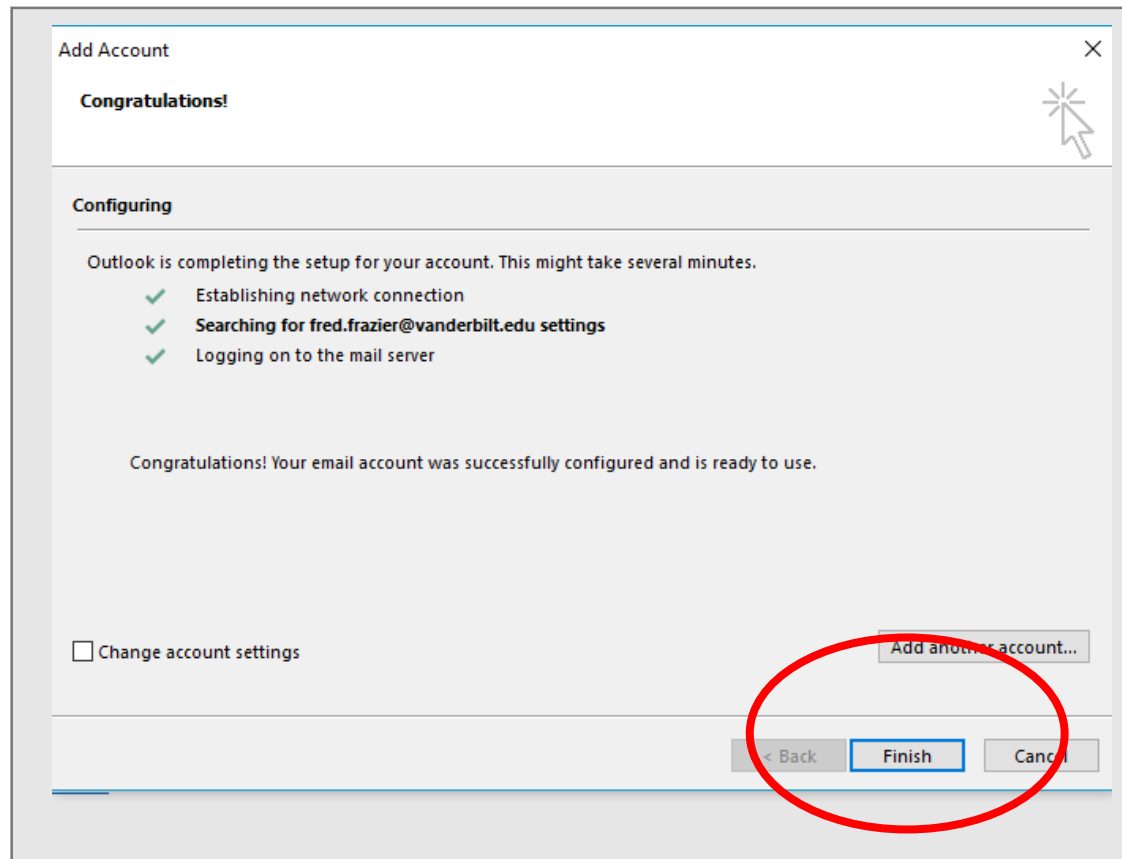 Add Account
Congratulations!
Configuring
Outlook is completing the setup for your account. This might take several minutes.
Establishing network connection
Searching for fred.frazier@vanderbilt.edu settings
Logging on to the mail server
Congratulations! Your email account was successfully configured and is ready to use.
Change account settings
Add another account...
< Back
Finish
Cancel